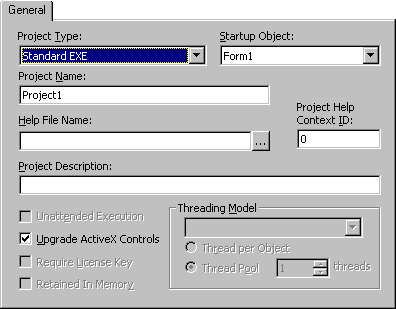 General
Project Type:
Startup Object:
Standard EXE
Form1
Project Name:
Project1
Project Help
Context ID:
Help File Name:
...
0
Project Description:
Unattended Execution
Upgrade ActiveX Controls
Require License Key
Retained In Memory
Threading Model
Thread per Object
Thread Pool
1
threads